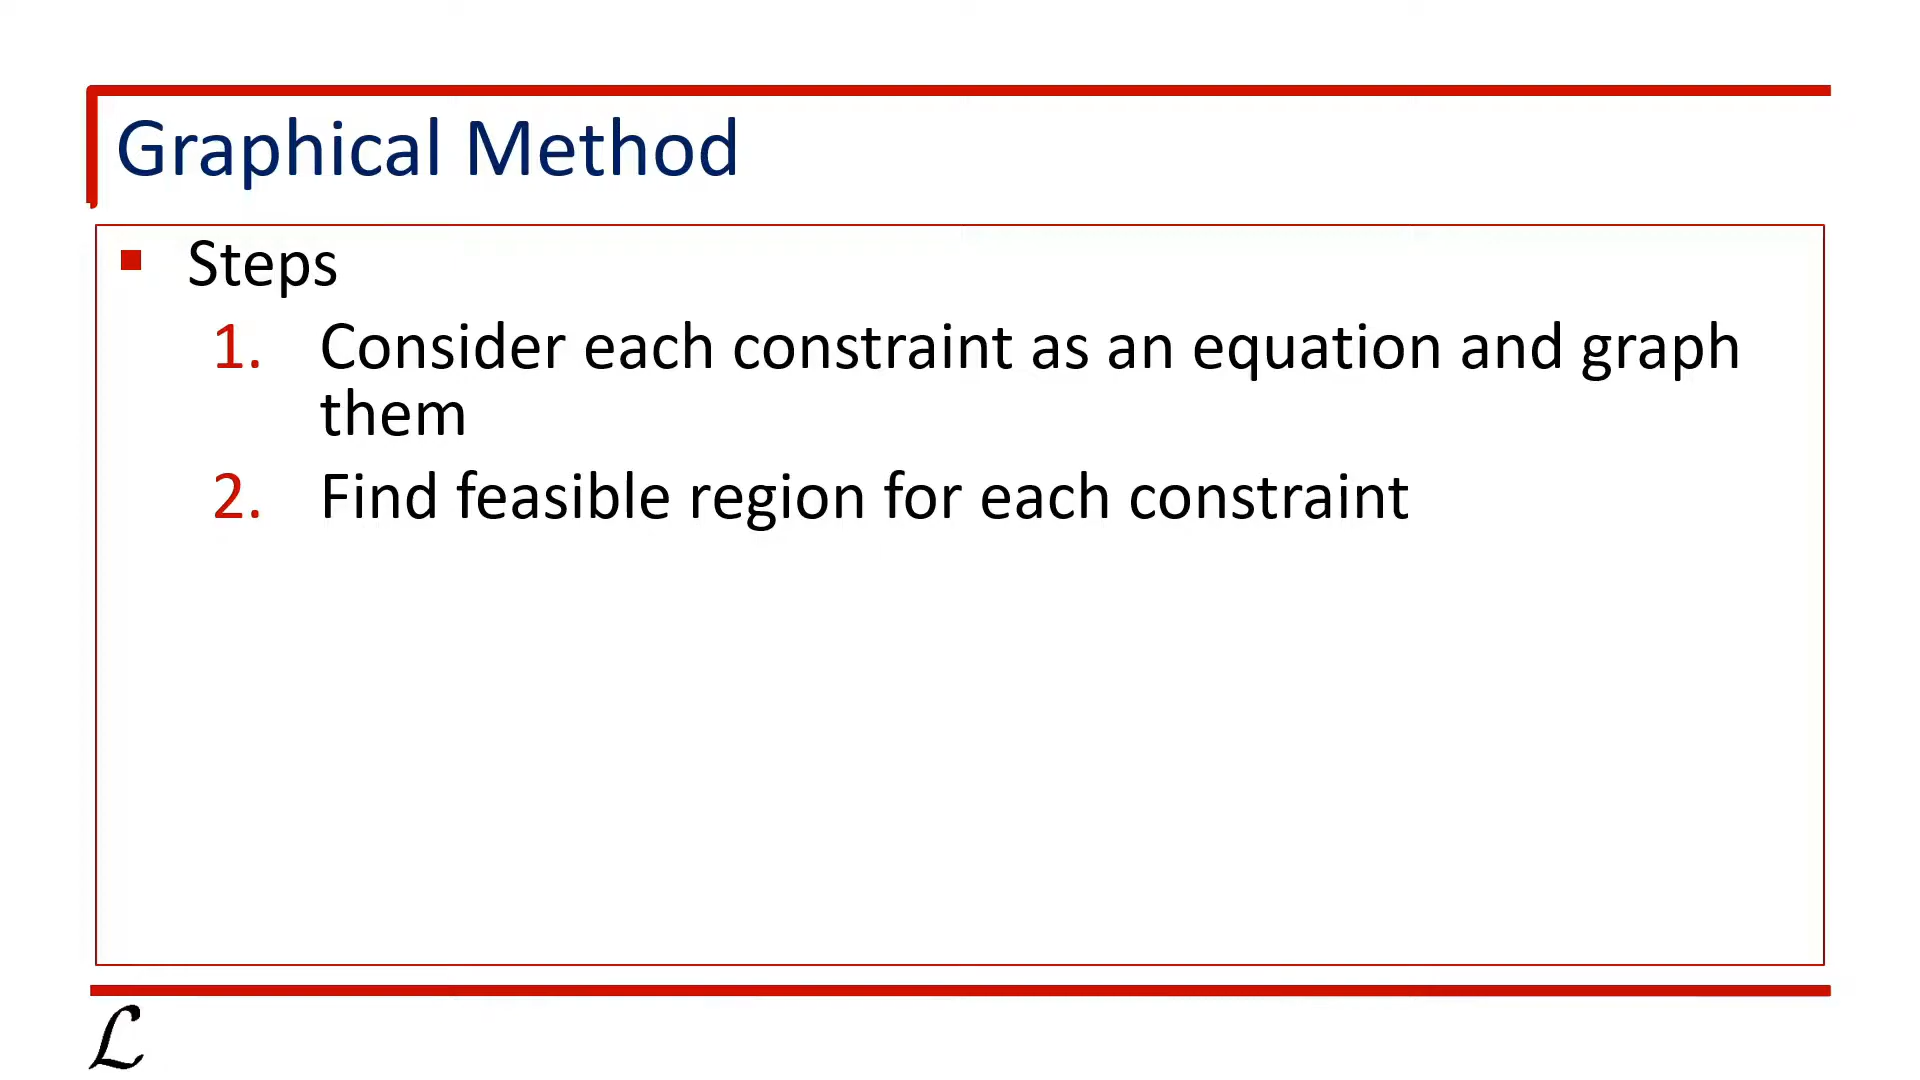 Graphical Method
▪ Steps
1. Consider each constraint as an equation and graph
them
2. Find feasible region for each constraint
ℒ